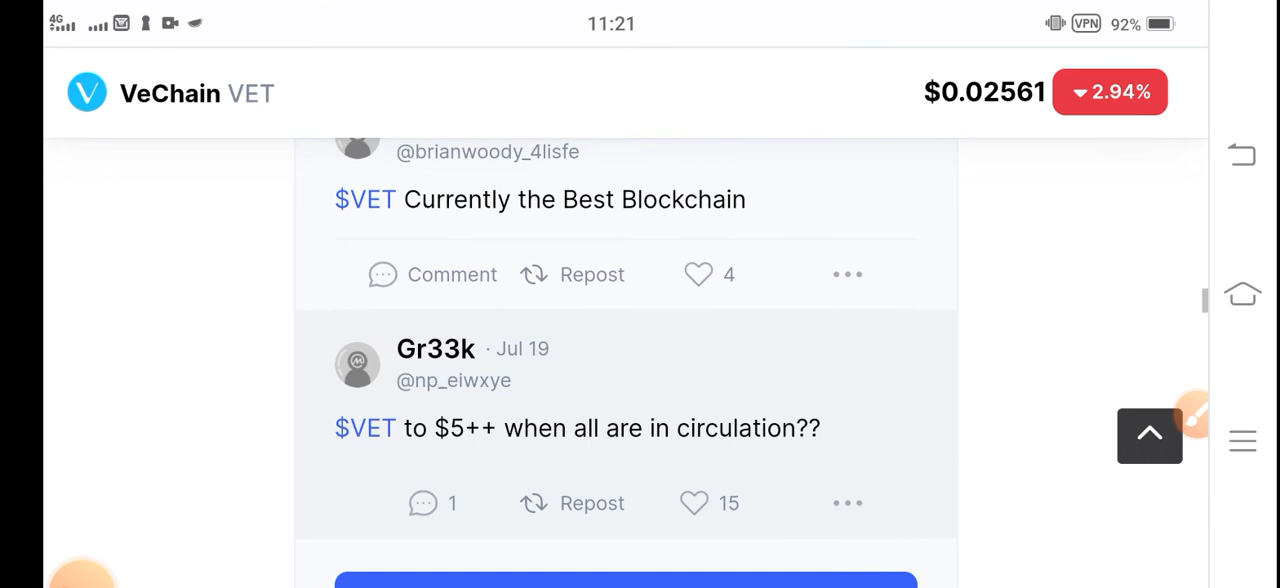 4G 11:21 VPN 92%
VeChain VET $0.02561 2.94%
@brianwoody_4lisfe
$VET Currently the Best Blockchain
Comment Repost 4
Gr33k · Jul 19
@np_eiwxye
$VET to $5++ when all are in circulation??
1 Repost 15